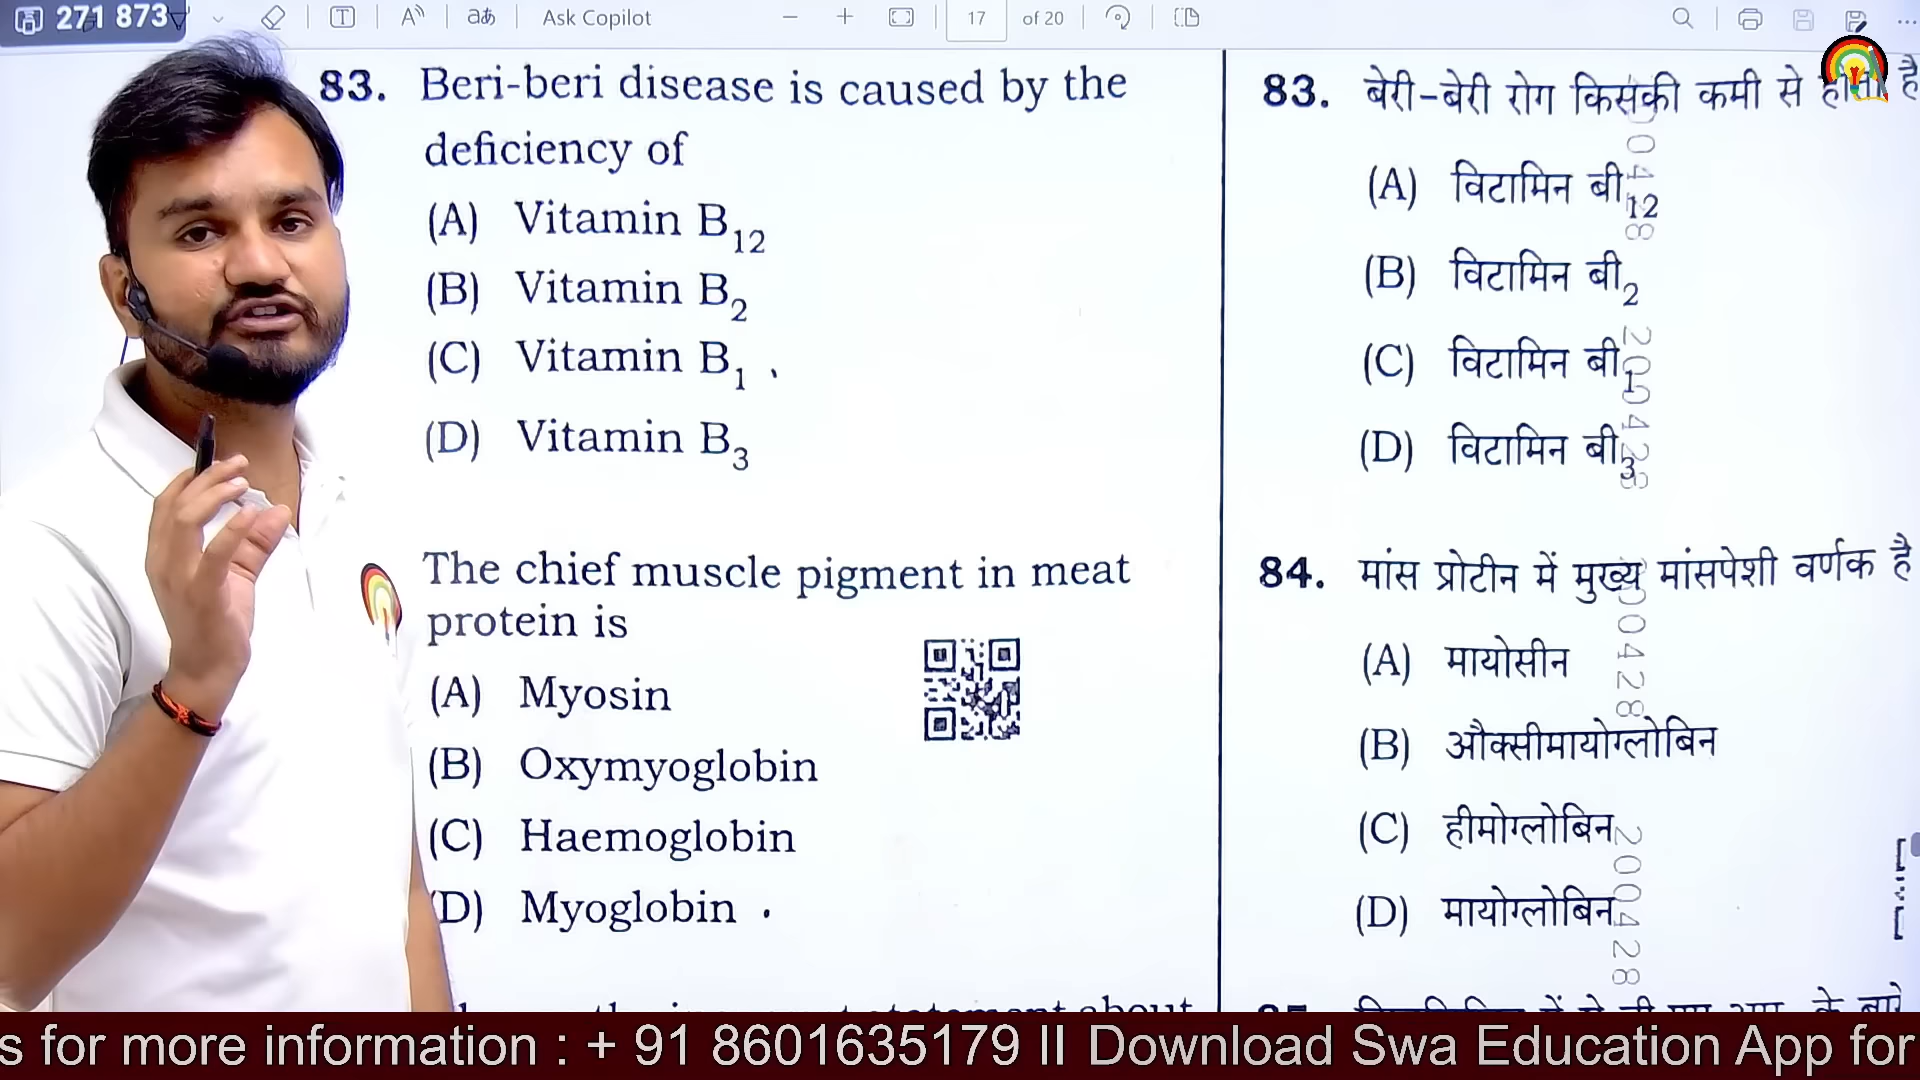 271 873
Ask Copilot
17 of 20
83. Beri-beri disease is caused by the
deficiency of
(A) Vitamin B12
(B) Vitamin B2
(C) Vitamin B1 .
(D) Vitamin B3
The chief muscle pigment in meat
protein is
(A) Myosin
(B) Oxymyoglobin
(C) Haemoglobin
(D) Myoglobin .
83. बेरी-बेरी रोग किसकी कमी से होता है
(A) विटामिन बी12
(B) विटामिन बी2
(C) विटामिन बी1
(D) विटामिन बी3
84. मांस प्रोटीन में मुख्य मांसपेशी वर्णक है
(A) मायोसीन
(B) औक्सीमायोग्लोबिन
(C) हीमोग्लोबिन
(D) मायोग्लोबिन
200428
s for more information : + 91 8601635179 II Download Swa Education App for